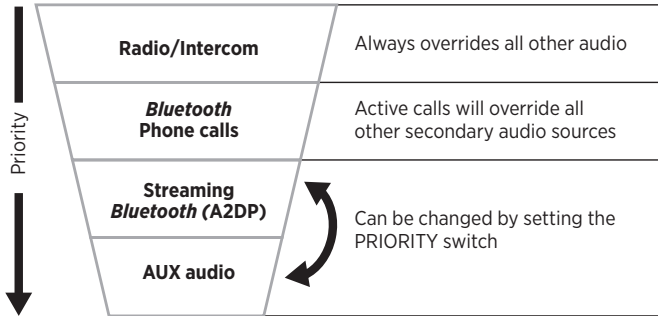 Priority
Radio/Intercom
Always overrides all other audio
Bluetooth
Phone calls
Active calls will override all
other secondary audio sources
Streaming
Bluetooth (A2DP)
Can be changed by setting the
PRIORITY switch
AUX audio